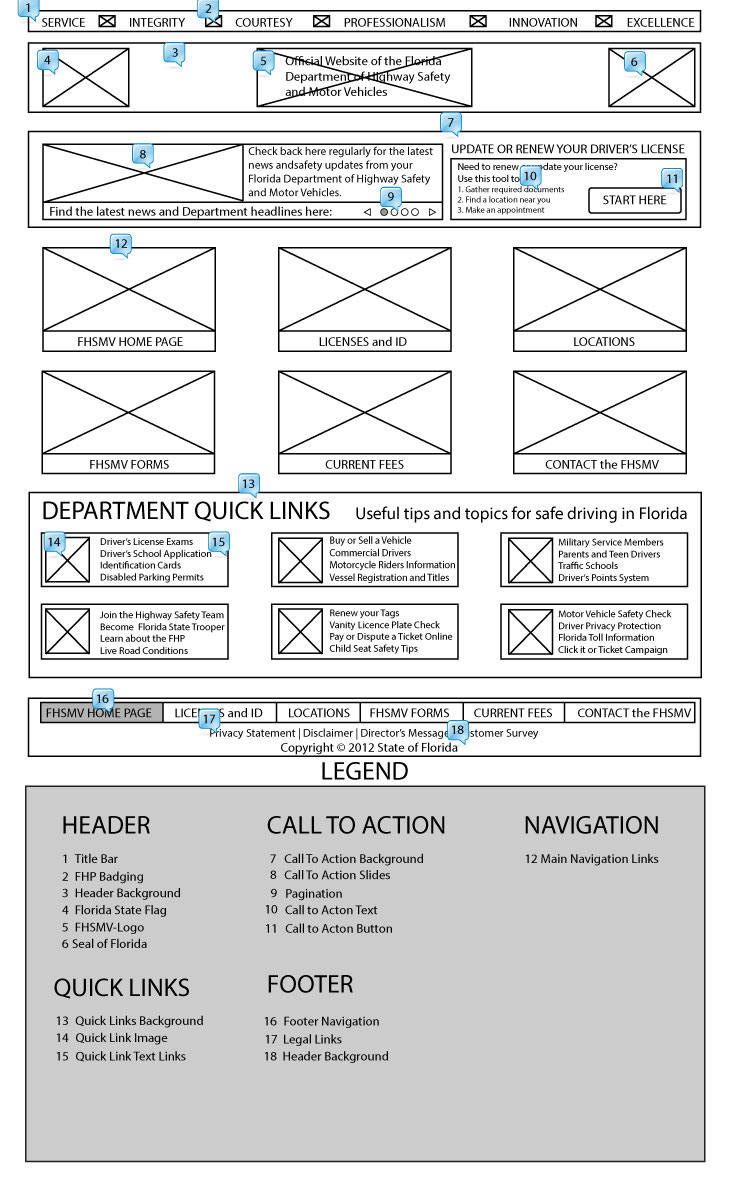 1
2
SERVICE INTEGRITY COURTESY PROFESSIONALISM INNOVATION EXCELLENCE
3
4
5
6
Official Website of the Florida
Department of Highway Safety
and Motor Vehicles
7
8
Check back here regularly for the latest
news andsafety updates from your
Florida Department of Highway Safety
and Motor Vehicles.
9
Find the latest news and Department headlines here:
UPDATE OR RENEW YOUR DRIVER'S LICENSE
Need to renew update your license?
Use this tool to
10
11
1. Gather required documents
2. Find a location near you
3. Make an appointment
START HERE
12
FHSMV HOME PAGE LICENSES and ID LOCATIONS
FHSMV FORMS CURRENT FEES CONTACT the FHSMV
13
DEPARTMENT QUICK LINKS Useful tips and topics for safe driving in Florida
14
15
Driver's License Exams
Driver's School Application
Identification Cards
Disabled Parking Permits
Buy or Sell a Vehicle
Commercial Drivers
Motorcycle Riders Information
Vessel Registration and Titles
Military Service Members
Parents and Teen Drivers
Traffic Schools
Driver's Points System
Join the Highway Safety Team
Become Florida State Trooper
Learn about the FHP
Live Road Conditions
Renew your Tags
Vanity Licence Plate Check
Pay or Dispute a Ticket Online
Child Seat Safety Tips
Motor Vehicle Safety Check
Driver Privacy Protection
Florida Toll Information
Click it or Ticket Campaign
16
FHSMV HOME PAGE and ID LOCATIONS FHSMV FORMS CURRENT FEES CONTACT the FHSMV
17
18
Privacy Statement | Disclaimer | Director's Message Survey
Copyright © 2012 State of Florida
LEGEND
HEADER
1 Title Bar
2 FHP Badging
3 Header Background
4 Florida State Flag
5 FHSMV-Logo
6 Seal of Florida
CALL TO ACTION
7 Call To Action Background
8 Call To Action Slides
9 Pagination
10 Call to Acton Text
11 Call to Acton Button
NAVIGATION
12 Main Navigation Links
QUICK LINKS
13 Quick Links Background
14 Quick Link Image
15 Quick Link Text Links
FOOTER
16 Footer Navigation
17 Legal Links
18 Header Background